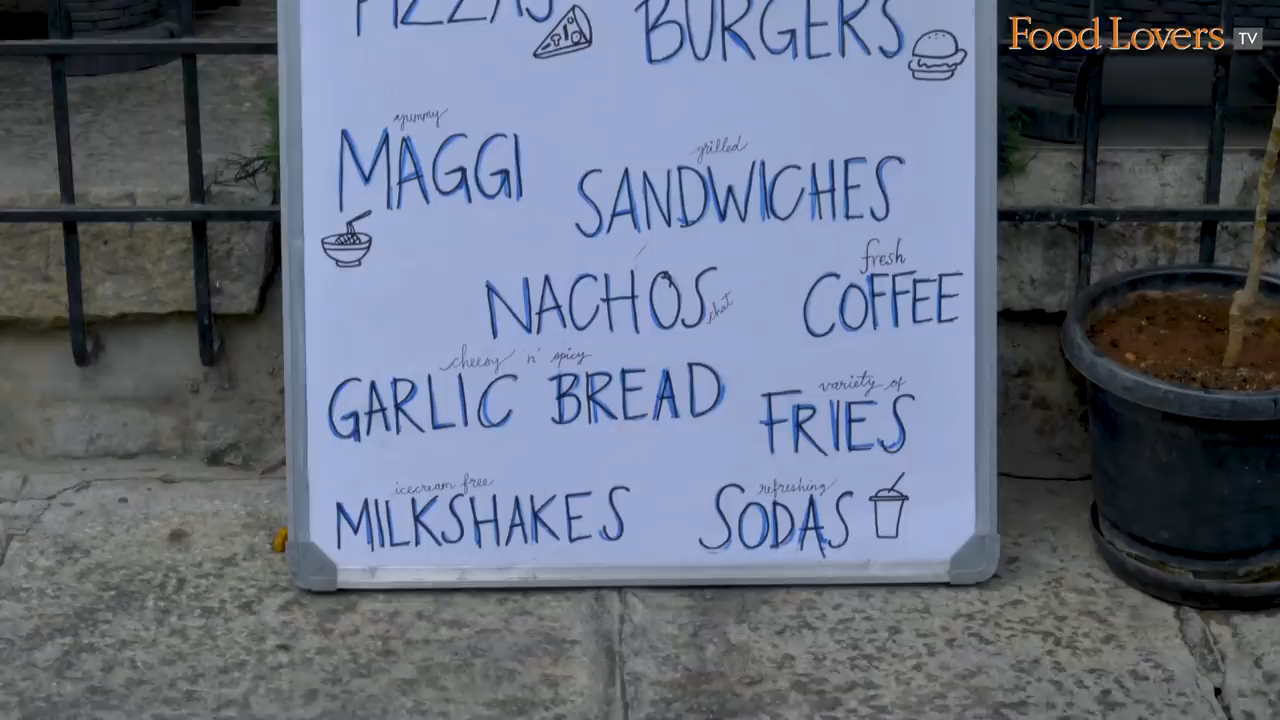 PIZZAS BURGERS
Food Lovers TV
yummy
MAGGI
grilled
SANDWICHES
NACHOS chat
fresh
COFFEE
cheesy 'n' spicy
GARLIC BREAD
variety of
FRIES
icecream free
MILKSHAKES
refreshing
SODAS